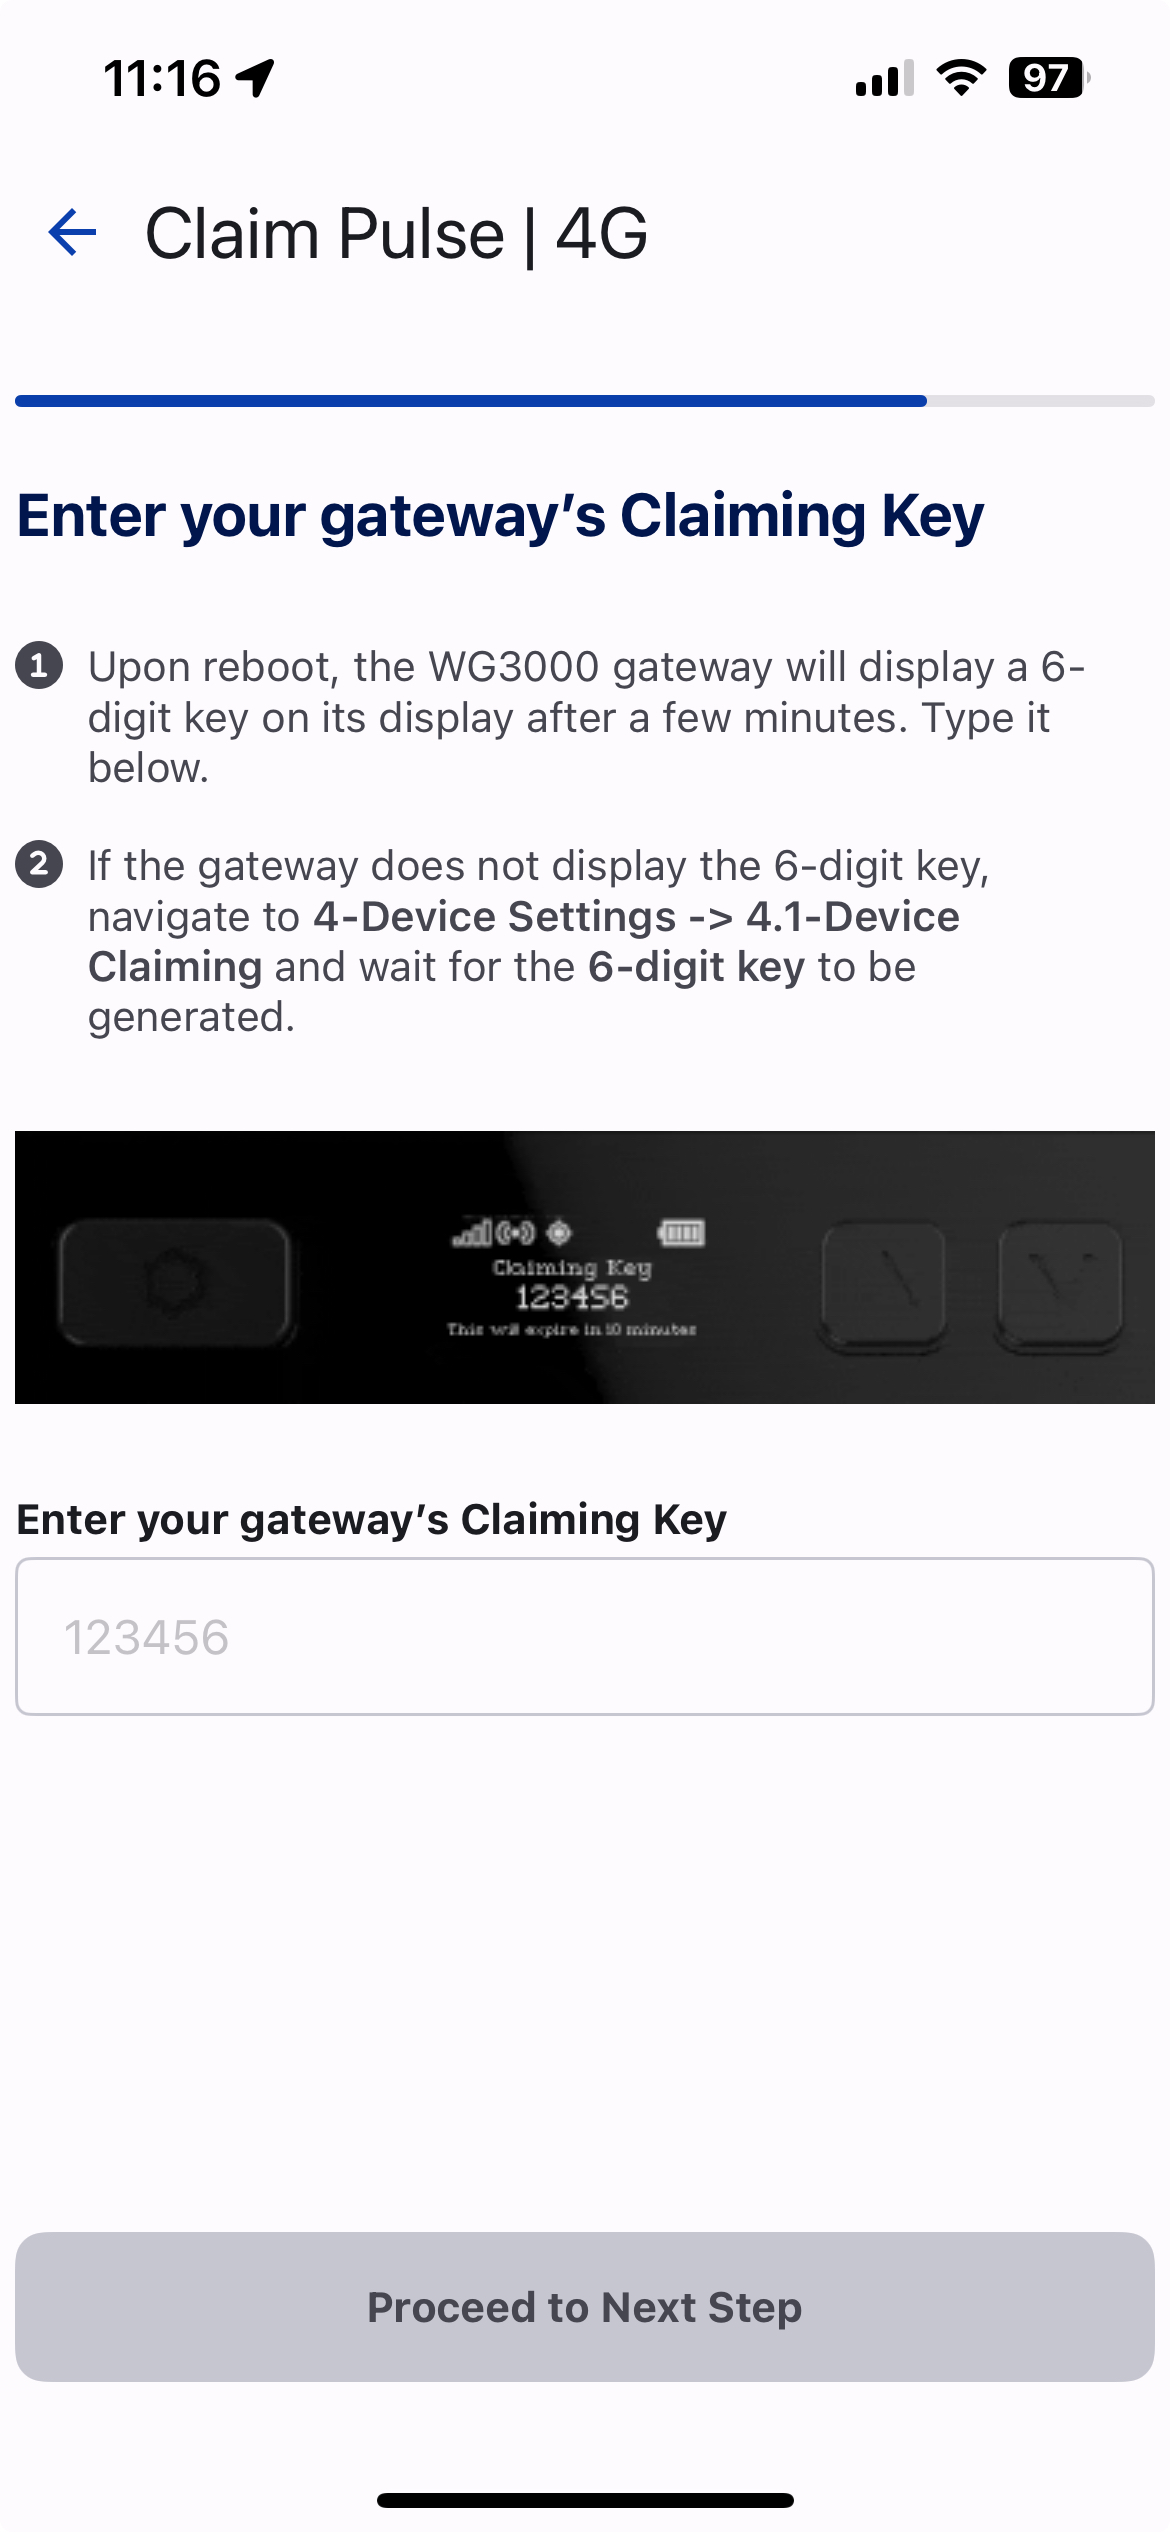 11:16
97
Claim Pulse | 4G
Enter your gateway’s Claiming Key
1 Upon reboot, the WG3000 gateway will display a 6-
digit key on its display after a few minutes. Type it
below.
2 If the gateway does not display the 6-digit key,
navigate to 4-Device Settings -> 4.1-Device
Claiming and wait for the 6-digit key to be
generated.
Claiming Key
123456
This will expire in 10 minutes
Enter your gateway’s Claiming Key
123456
Proceed to Next Step